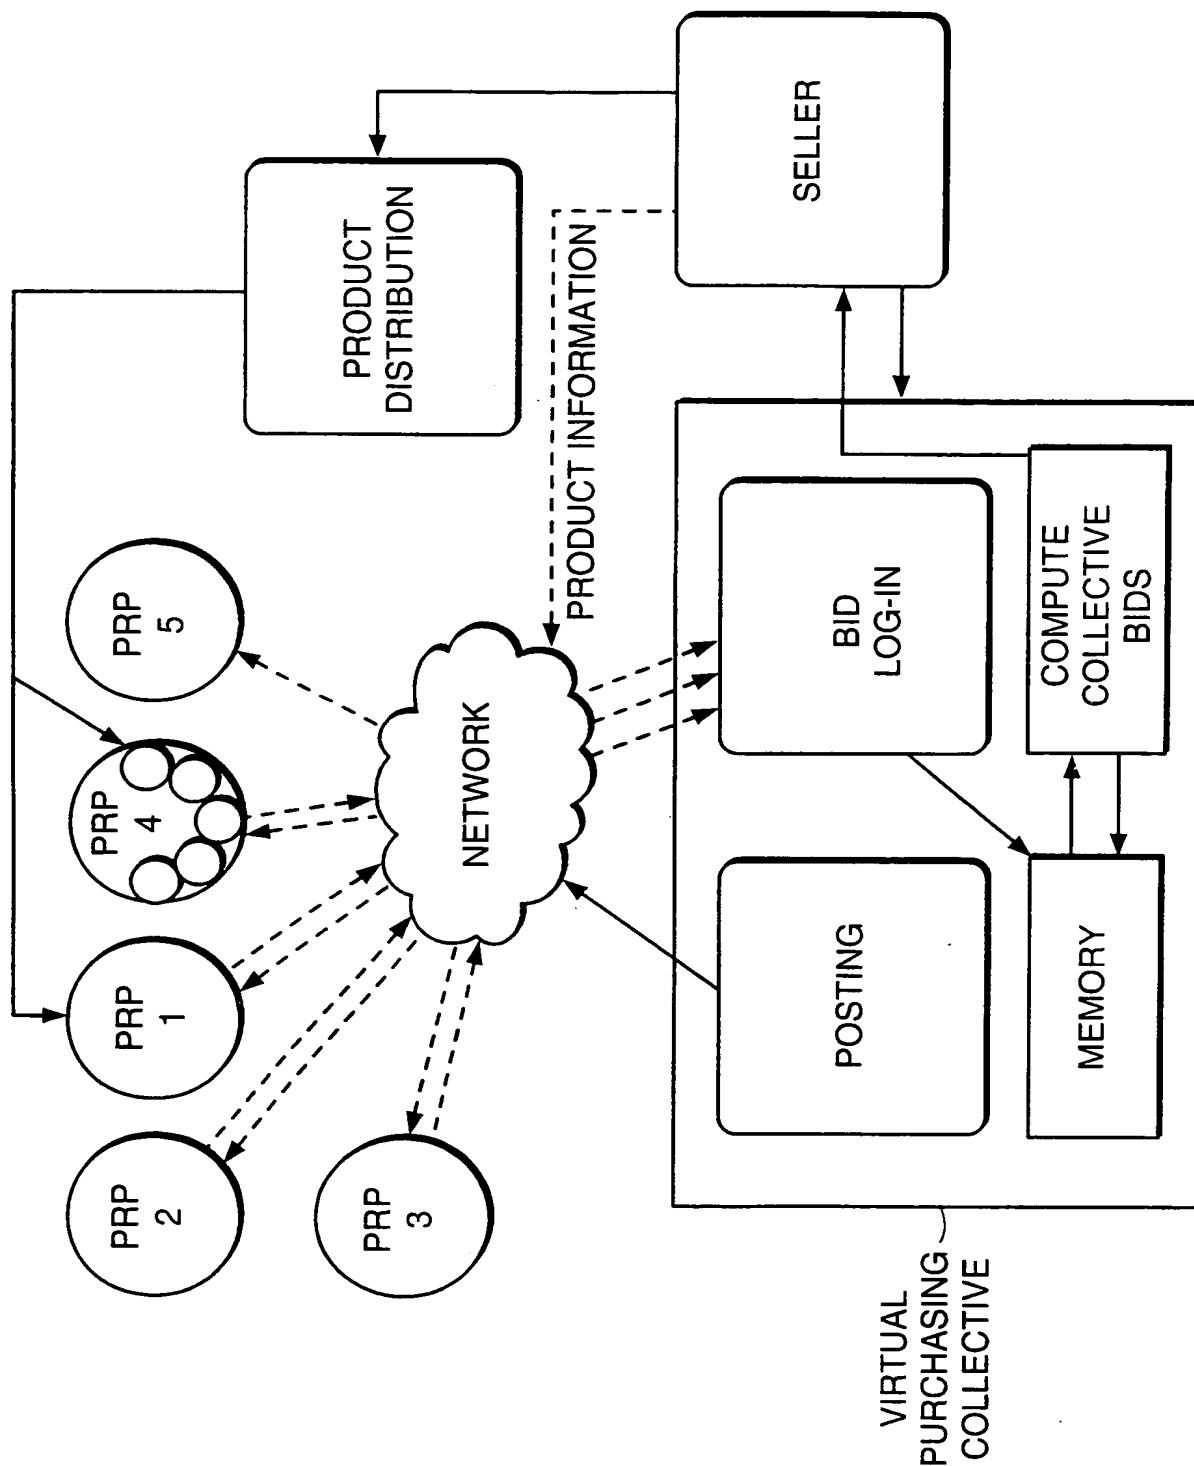 PRP
2
PRP
1
PRP
4
PRP
5
PRP
3
NETWORK
PRODUCT
DISTRIBUTION
PRODUCT INFORMATION
SELLER
VIRTUAL
PURCHASING
COLLECTIVE
POSTING
BID
LOG-IN
MEMORY
COMPUTE
COLLECTIVE
BIDS